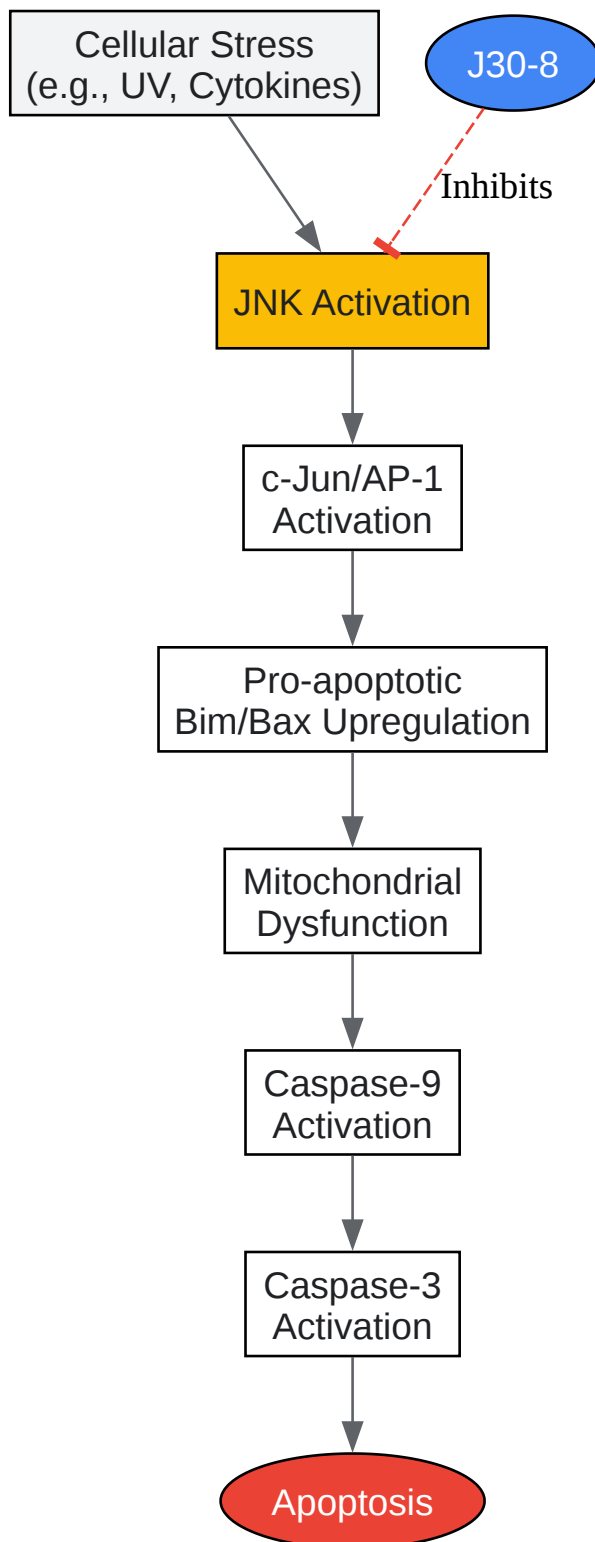 Cellular Stress
(e.g., UV, Cytokines)
J30-8
Inhibits
JNK Activation
c-Jun/AP-1
Activation
Pro-apoptotic
Bim/Bax Upregulation
Mitochondrial
Dysfunction
Caspase-9
Activation
Caspase-3
Activation
Apoptosis